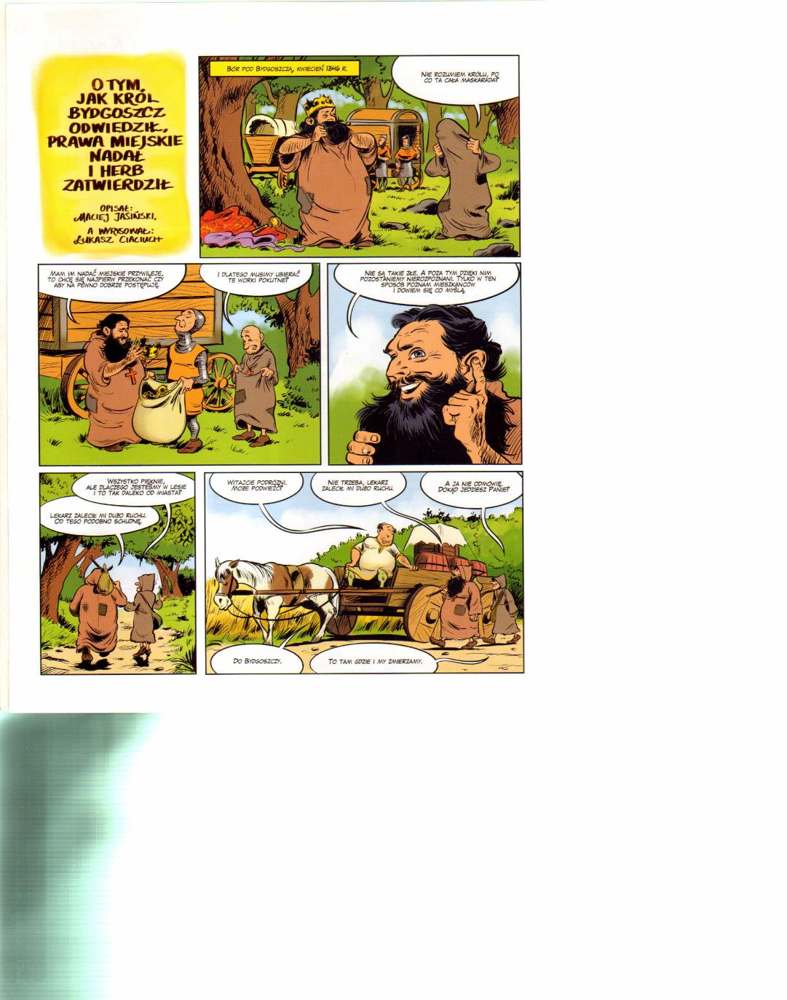 O TYM,
JAK KRÓL
BYDGOSZCZ
ODWIEDZIŁ,
PRAWA MIEJSKIE
NADAŁ
I HERB
ZATWIERDZIŁ
OPISAŁ:
MACIEJ JASIŃSKI,
A WYRYSOWAŁ:
ŁUKASZ CIACIUCH
BÓR POD BYDGOSZCZĄ, KWIECIEŃ 1346 R.
NIE ROZUMIEM KRÓLU, PO
CO TA CAŁA MASKARADA?
MAM IM NADAĆ MIEJSKIE PRZYWILEJE,
TO CHCĘ SIĘ NAJPIERW PRZEKONAĆ CZY
ABY NA PEWNO DOBRZE POSTĘPUJĘ.
I DLATEGO MUSIMY UBIERAĆ
TE WORKI POKUTNE?
NIE SĄ TAKIE ZŁE. A POZA TYM DZIĘKI NIM
POZOSTANIEMY NIEROZPOZNANI. TYLKO W TEN
SPOSÓB POZNAM MIESZKAŃCÓW
I DOWIEM SIĘ CO MYŚLĄ.
WSZYSTKO PIĘKNIE,
ALE DLACZEGO JESTEŚMY W LESIE
I TO TAK DALEKO OD MIASTA?
LEKARZ ZALECIŁ MI DUŻO RUCHU.
OD TEGO PODOBNO SCHUDNĘ.
WITAJCIE PODRÓŻNI.
MOŻE PODWIEŹĆ?
NIE TRZEBA, LEKARZ
ZALECIŁ MI DUŻO RUCHU.
A JA NIE ODMÓWIĘ.
DOKĄD JEDZIESZ PANIE?
DO BYDGOSZCZY.
TO TAM GDZIE I MY ZMIERZAMY.